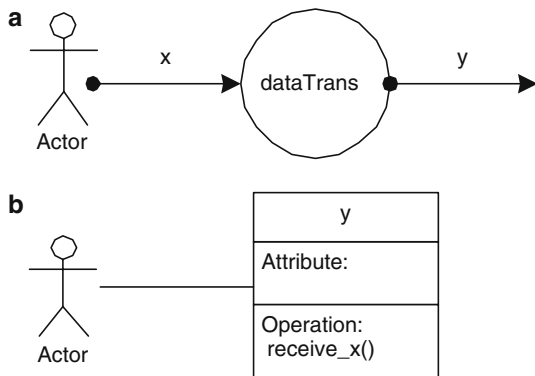 a
x
dataTrans
y
Actor
b
y
Attribute:
Operation:
receive_x()
Actor